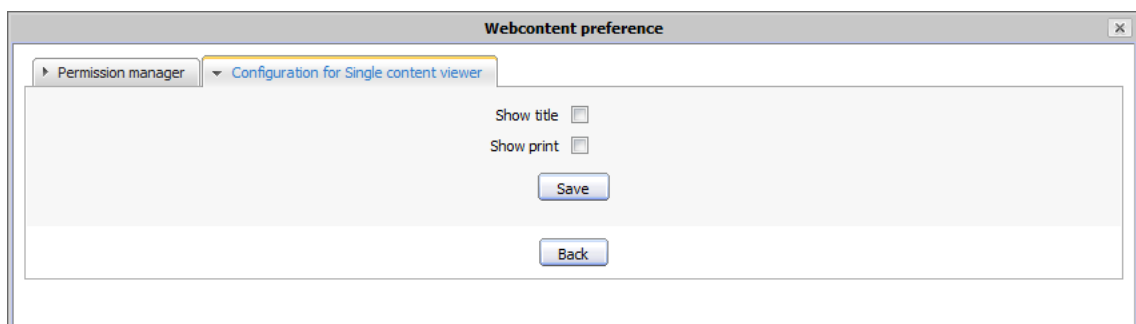 Webcontent preference
Permission manager
Configuration for Single content viewer
Show title
Show print
Save
Back